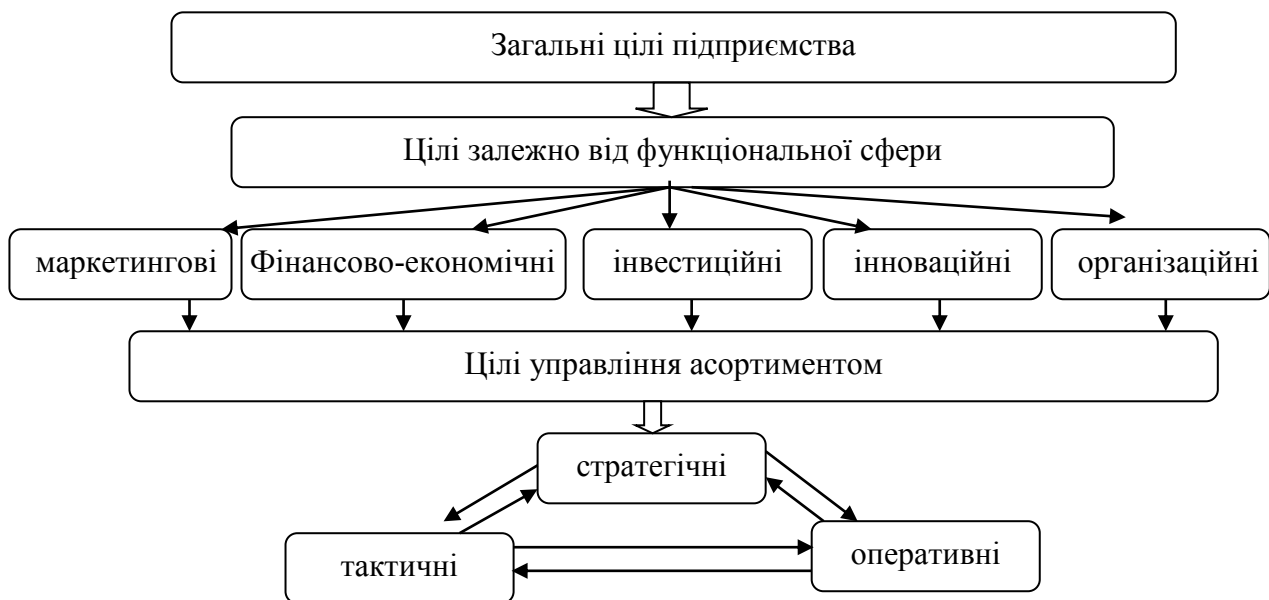 Загальні цілі підприємства
Цілі залежно від функціональної сфери
маркетингові
Фінансово-економічні
інвестиційні
інноваційні
організаційні
Цілі управління асортиментом
стратегічні
тактичні
оперативні